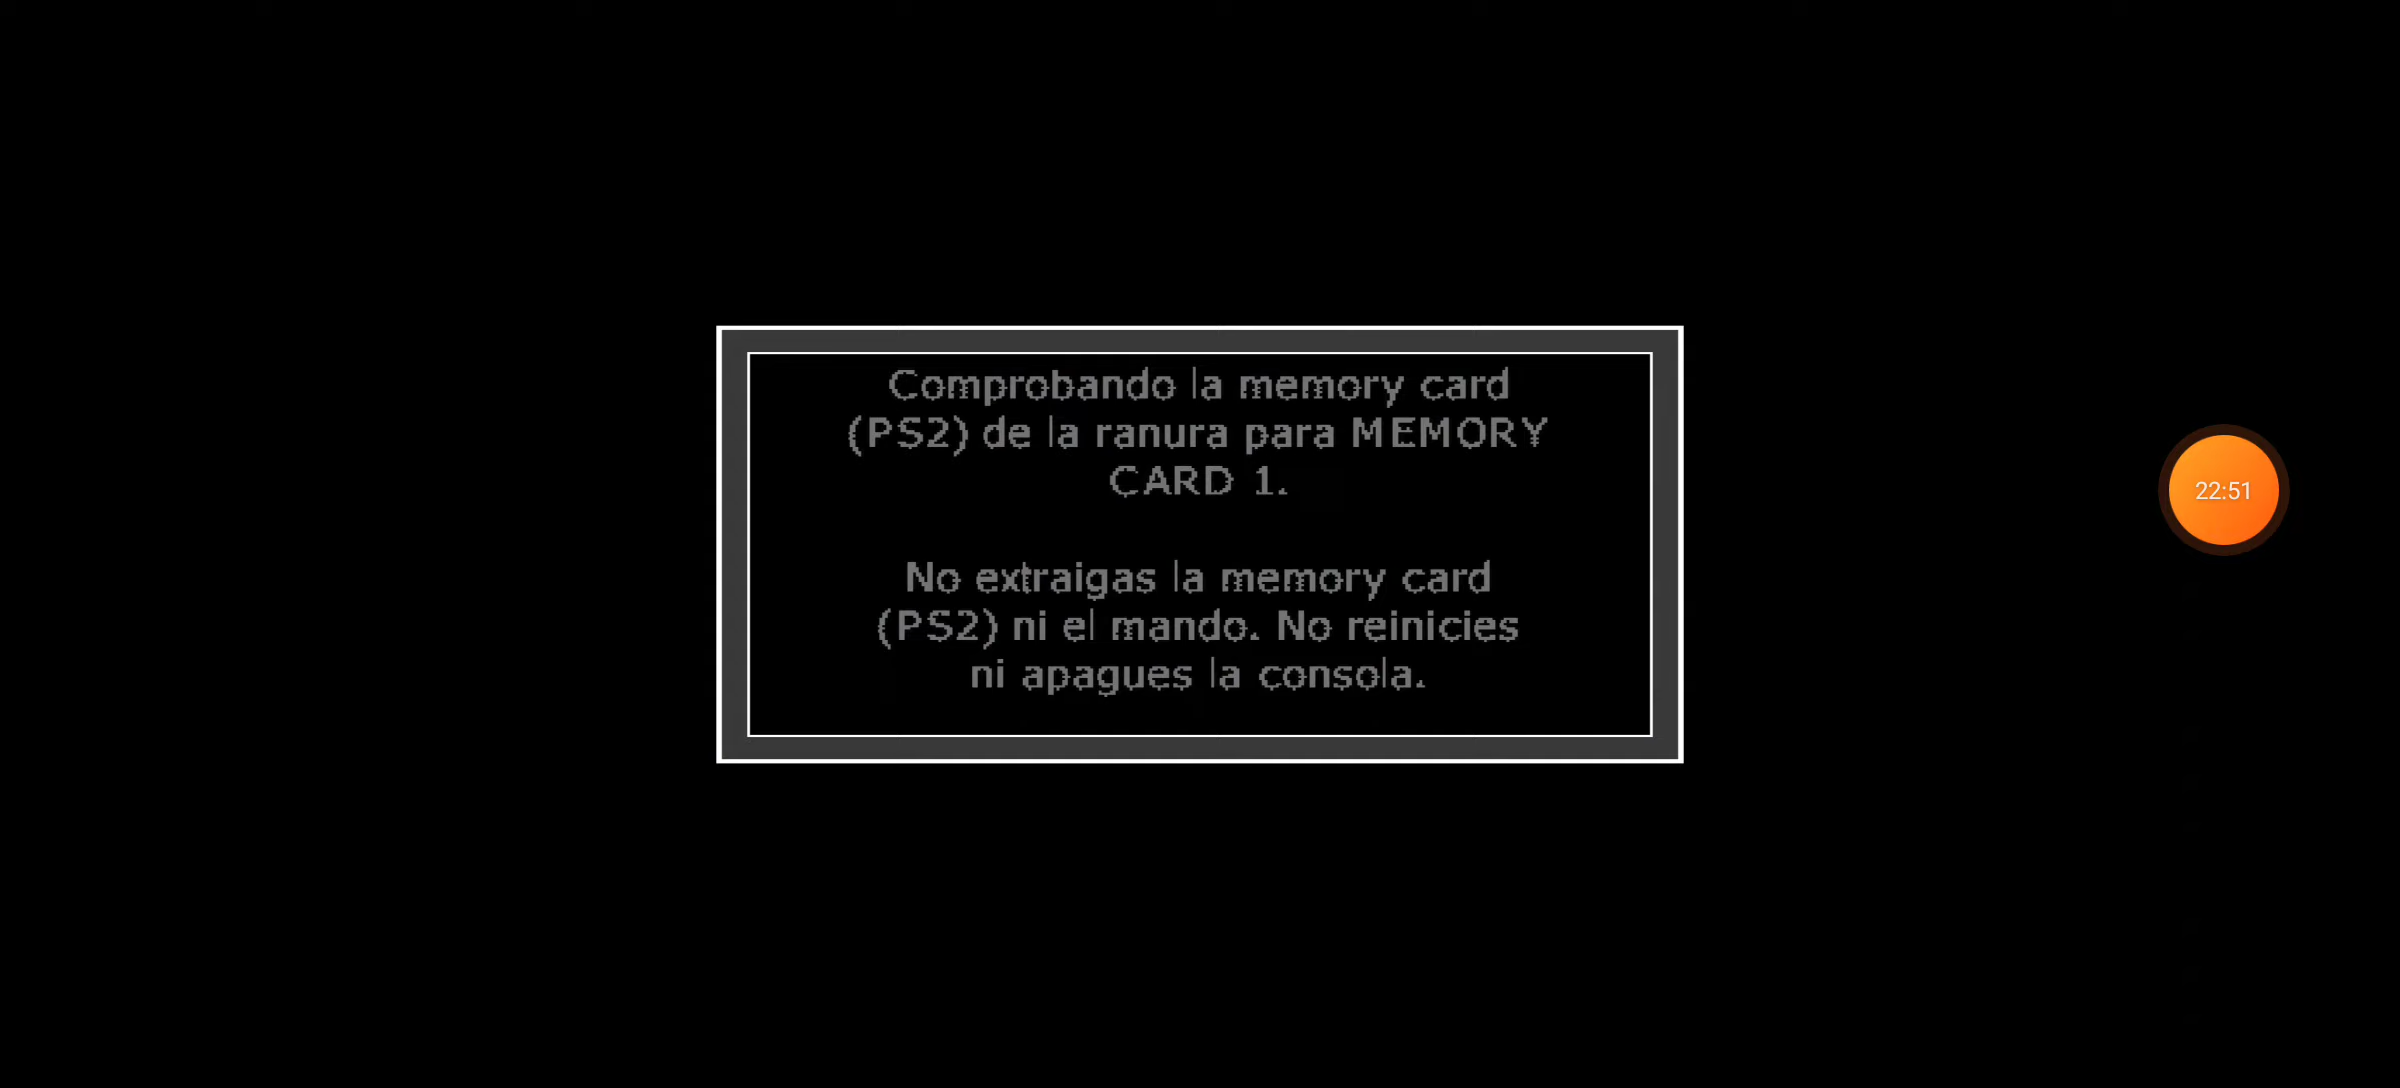 Comprobando la memory card
(PS2) de la ranura para MEMORY
CARD 1.
No extraigas la memory card
(PS2) ni el mando. No reinicies
ni apagues la consola.
22:51